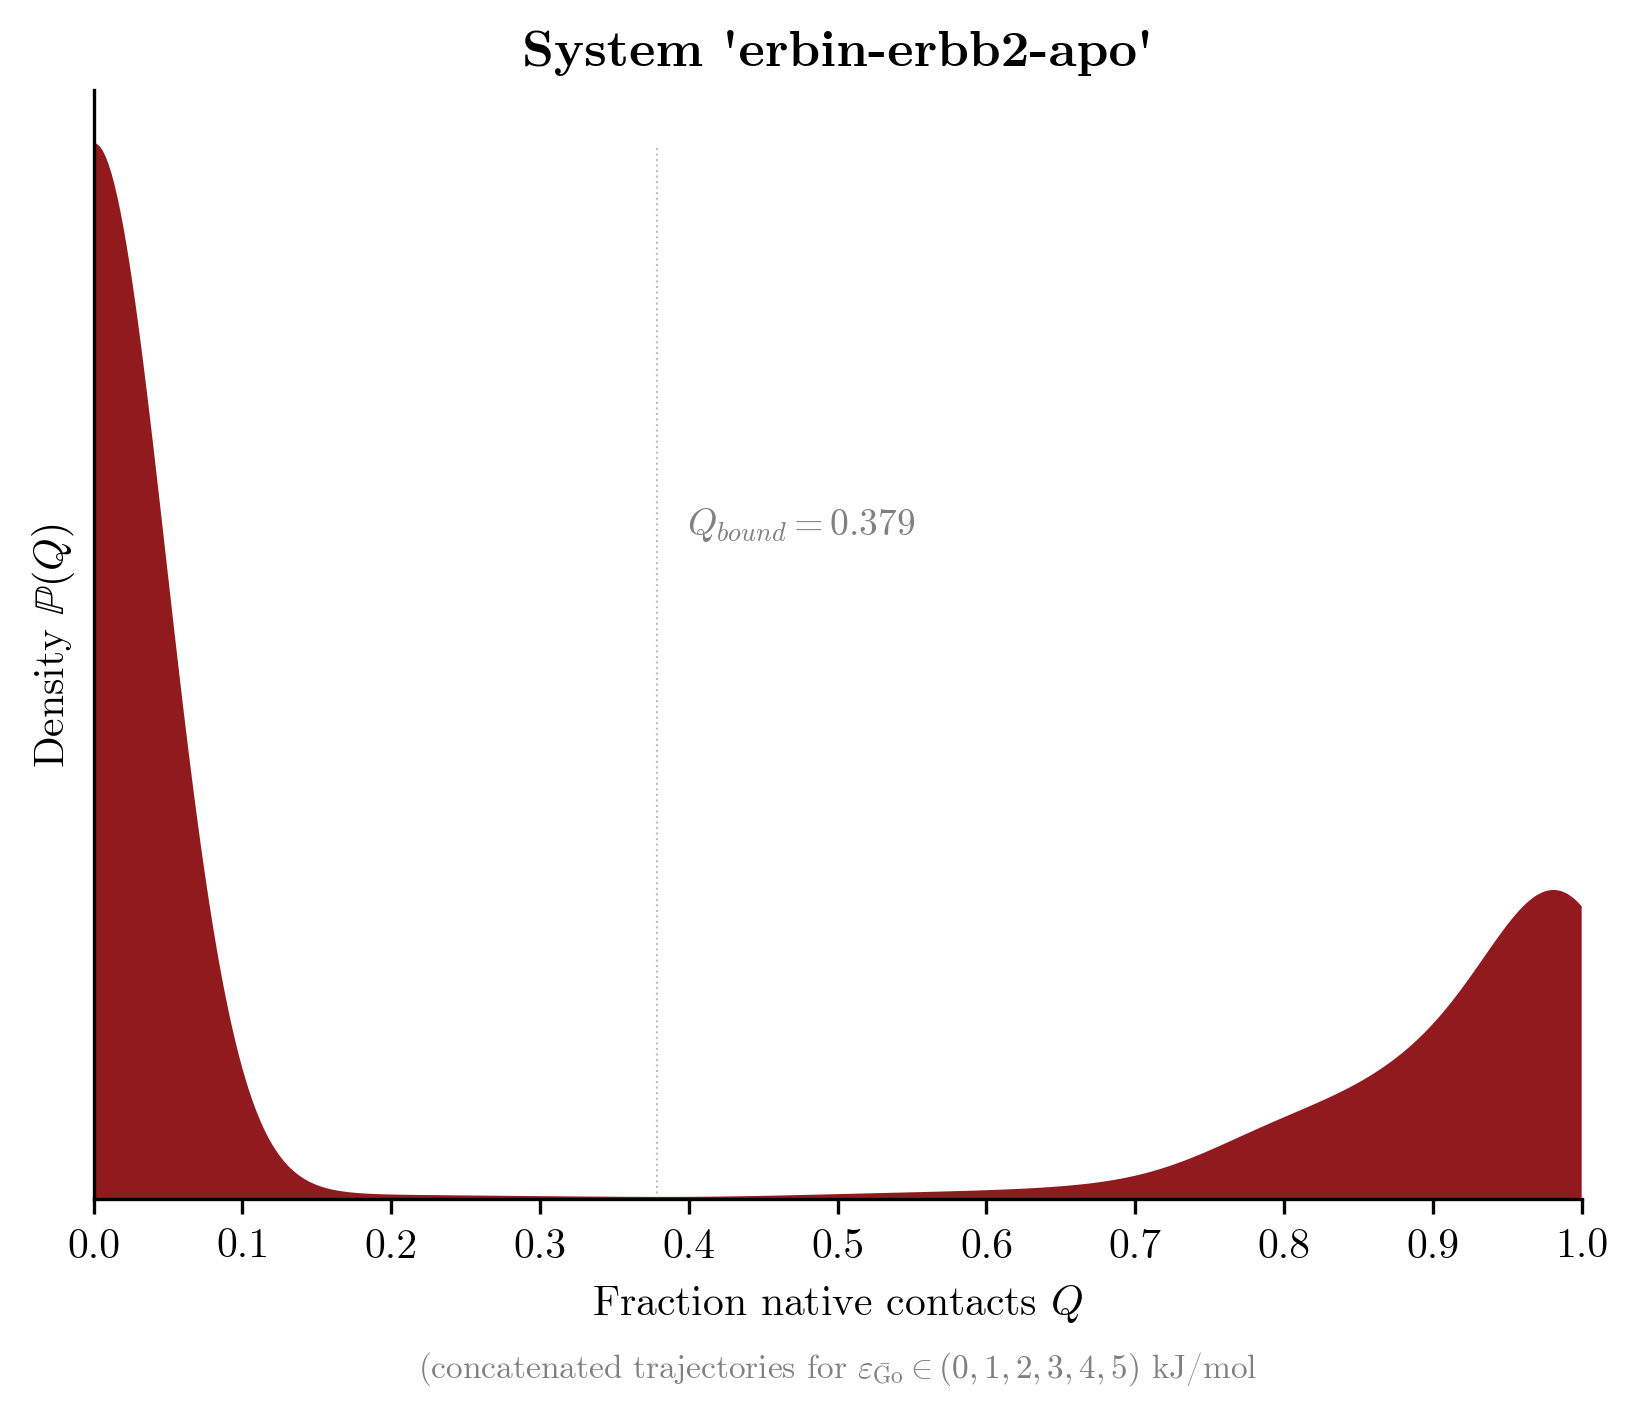 System 'erbin-erbb2-apo'
Density ℙ(Q)
Q_bound = 0.379
0.0 0.1 0.2 0.3 0.4 0.5 0.6 0.7 0.8 0.9 1.0
Fraction native contacts Q
(concatenated trajectories for ε_Ḡo ∈ (0, 1, 2, 3, 4, 5) kJ/mol